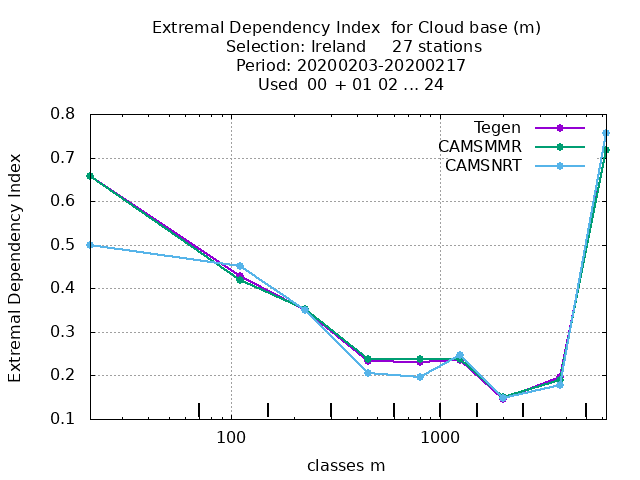 Extremal Dependency Index  for Cloud base (m)
Selection: Ireland     27 stations
Period: 20200203-20200217
Used  00  + 01 02 ... 24
Tegen
CAMSMMR
CAMSNRT
Extremal Dependency Index
0.8
0.7
0.6
0.5
0.4
0.3
0.2
0.1
100 1000
classes m